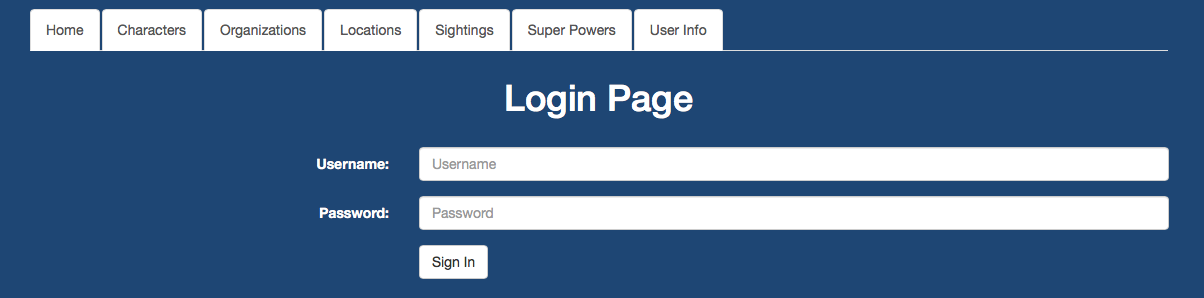 Home Characters Organizations Locations Sightings Super Powers User Info
Login Page
Username: Username
Password: Password
Sign In